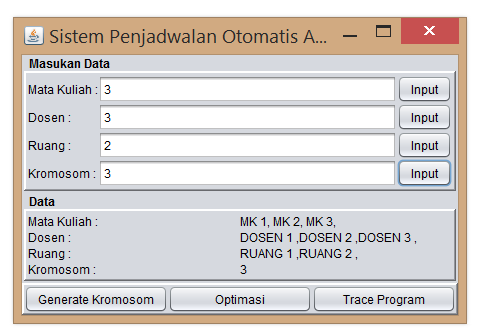 Sistem Penjadwalan Otomatis A...
Masukan Data
Mata Kuliah : 3 Input
Dosen : 3 Input
Ruang : 2 Input
Kromosom : 3 Input
Data
Mata Kuliah : MK 1, MK 2, MK 3,
Dosen : DOSEN 1 ,DOSEN 2 ,DOSEN 3 ,
Ruang : RUANG 1 ,RUANG 2 ,
Kromosom : 3
Generate Kromosom Optimasi Trace Program